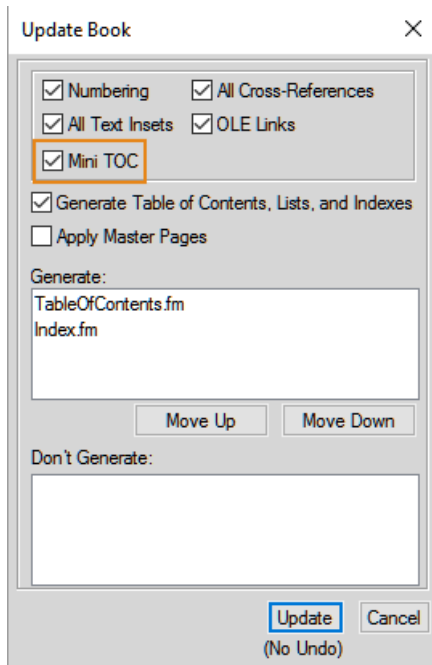 Update Book
Numbering All Cross-References
All Text Insets OLE Links
Mini TOC
Generate Table of Contents, Lists, and Indexes
Apply Master Pages
Generate:
TableOfContents.fm
Index.fm
Move Up Move Down
Don't Generate:
Update Cancel
(No Undo)